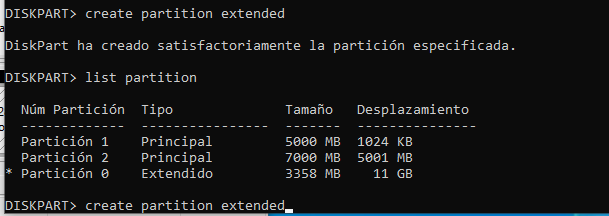 DISKPART> create partition extended
DiskPart ha creado satisfactoriamente la partición especificada.
DISKPART> list partition
Núm Partición  Tipo              Tamaño   Desplazamiento
-------------  ----------------  -------  ---------------
Partición 1    Principal         5000 MB  1024 KB
Partición 2    Principal         7000 MB  5001 MB
* Partición 0    Extendido         3358 MB    11 GB
DISKPART> create partition extended